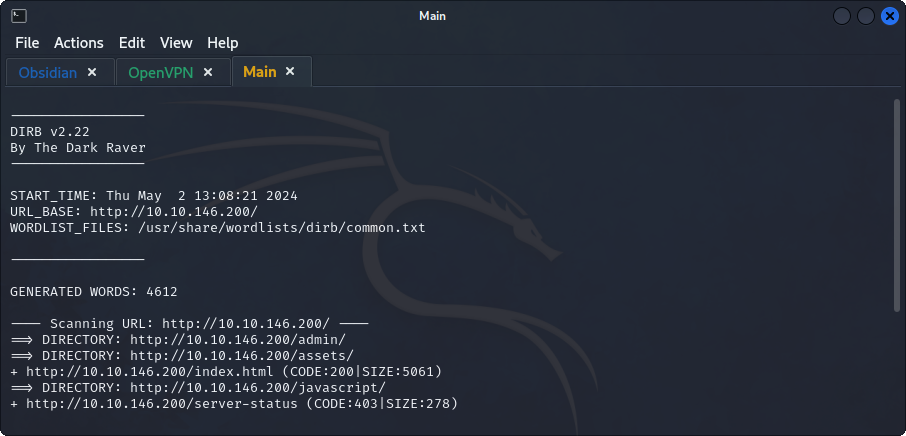 Main
File Actions Edit View Help
Obsidian × OpenVPN × Main ×
-----------------
DIRB v2.22
By The Dark Raver
-----------------
START_TIME: Thu May  2 13:08:21 2024
URL_BASE: http://10.10.146.200/
WORDLIST_FILES: /usr/share/wordlists/dirb/common.txt
-----------------
GENERATED WORDS: 4612
---- Scanning URL: http://10.10.146.200/ ----
==> DIRECTORY: http://10.10.146.200/admin/
==> DIRECTORY: http://10.10.146.200/assets/
+ http://10.10.146.200/index.html (CODE:200|SIZE:5061)
==> DIRECTORY: http://10.10.146.200/javascript/
+ http://10.10.146.200/server-status (CODE:403|SIZE:278)